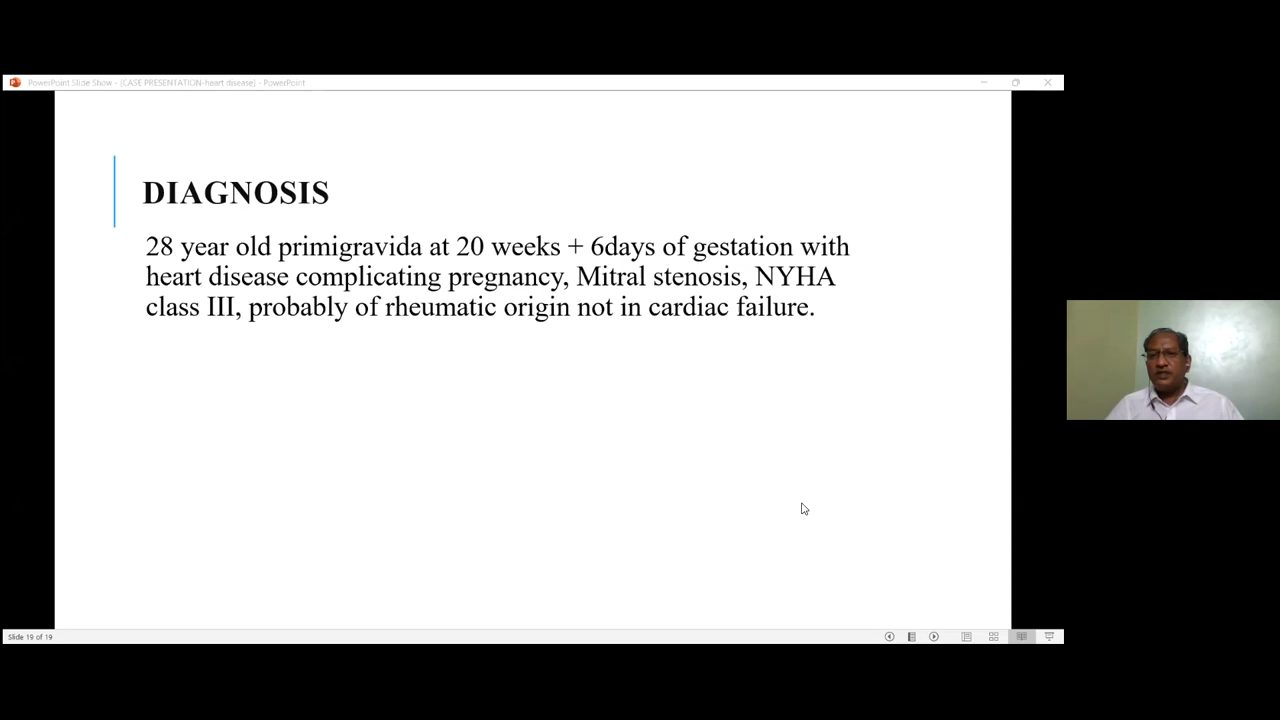 PowerPoint Slide Show - [CASE PRESENTATION-heart disease] - PowerPoint
DIAGNOSIS
28 year old primigravida at 20 weeks + 6days of gestation with
heart disease complicating pregnancy, Mitral stenosis, NYHA
class III, probably of rheumatic origin not in cardiac failure.
Slide 19 of 19